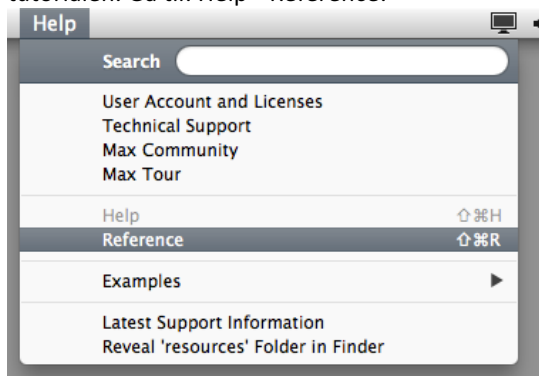 Help
Search
User Account and Licenses
Technical Support
Max Community
Max Tour
Help ⇧⌘H
Reference ⇧⌘R
Examples ▶
Latest Support Information
Reveal 'resources' Folder in Finder